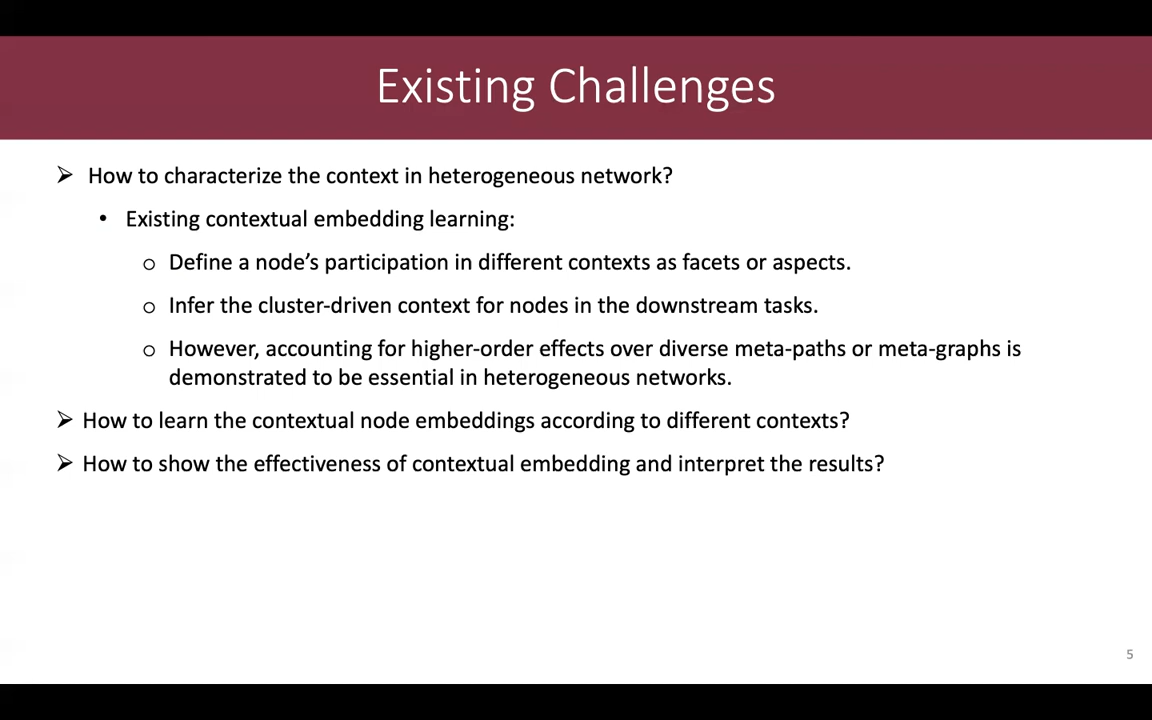 Existing Challenges
➢ How to characterize the context in heterogeneous network?
• Existing contextual embedding learning:
o Define a node’s participation in different contexts as facets or aspects.
o Infer the cluster-driven context for nodes in the downstream tasks.
o However, accounting for higher-order effects over diverse meta-paths or meta-graphs is
demonstrated to be essential in heterogeneous networks.
➢ How to learn the contextual node embeddings according to different contexts?
➢ How to show the effectiveness of contextual embedding and interpret the results?
5